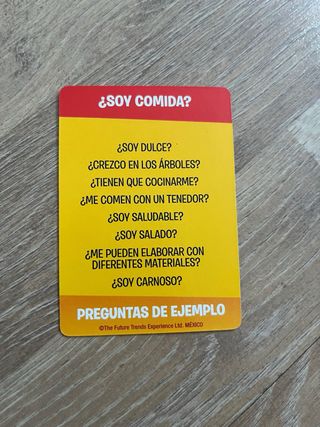 ¿SOY COMIDA?
¿SOY DULCE?
¿CREZCO EN LOS ÁRBOLES?
¿TIENEN QUE COCINARME?
¿ME COMEN CON UN TENEDOR?
¿SOY SALUDABLE?
¿SOY SALADO?
¿ME PUEDEN ELABORAR CON
DIFERENTES MATERIALES?
¿SOY CARNOSO?
PREGUNTAS DE EJEMPLO
©The Future Trends Experience Ltd. MÉXICO